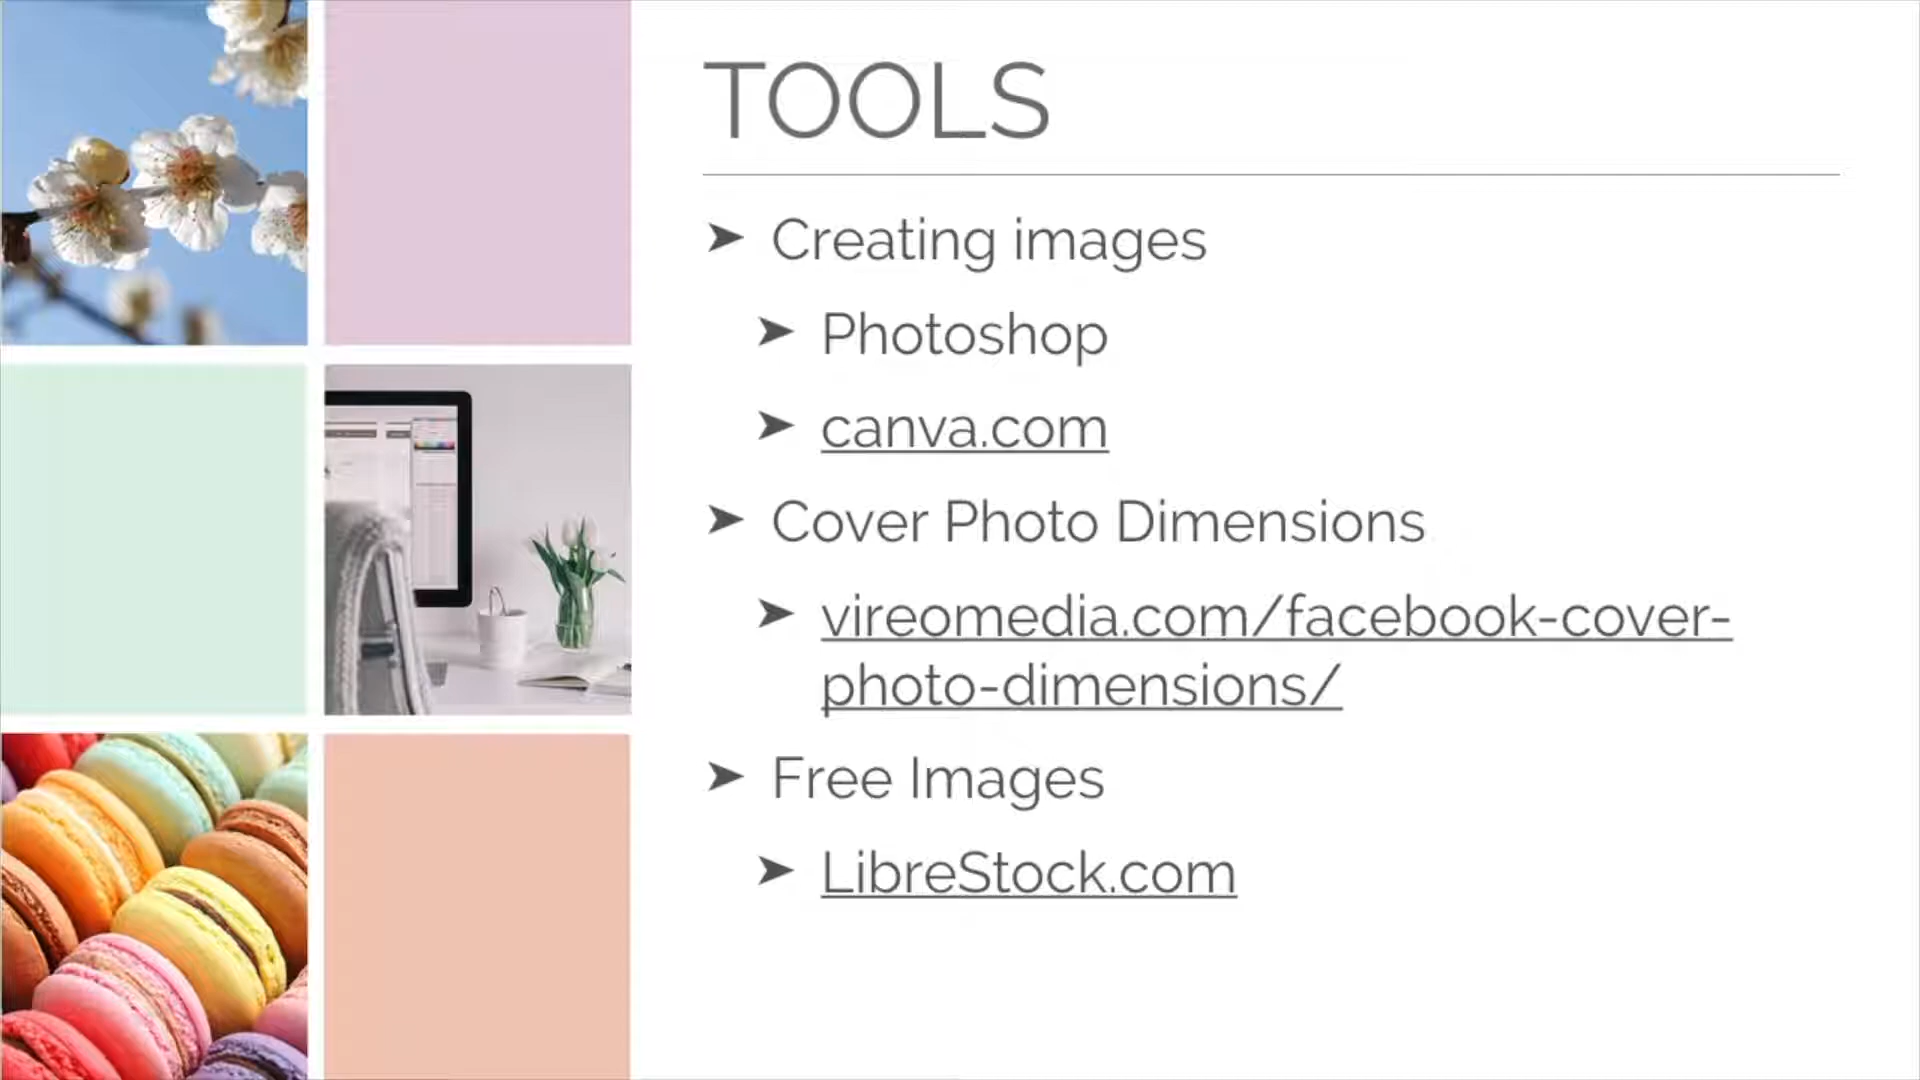 TOOLS
➤ Creating images
➤ Photoshop
➤ canva.com
➤ Cover Photo Dimensions
➤ vireomedia.com/facebook-cover-
photo-dimensions/
➤ Free Images
➤ LibreStock.com